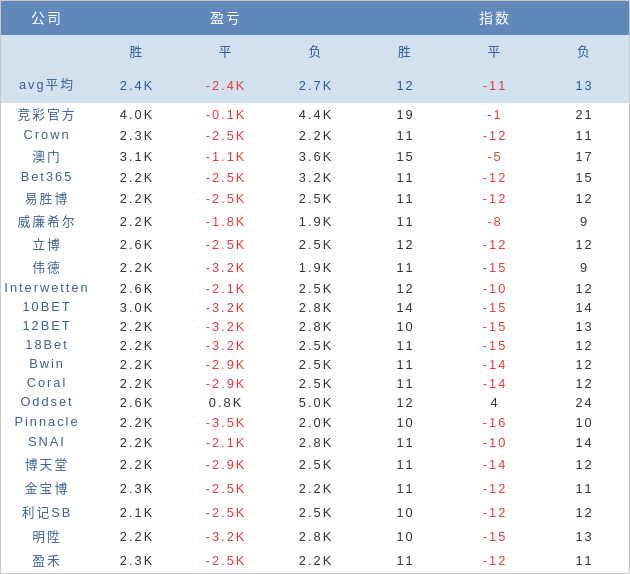 公司 盈亏 指数
胜 平 负 胜 平 负
avg平均 2.4K -2.4K 2.7K 12 -11 13
竞彩官方 4.0K -0.1K 4.4K 19 -1 21
Crown 2.3K -2.5K 2.2K 11 -12 11
澳门 3.1K -1.1K 3.6K 15 -5 17
Bet365 2.2K -2.5K 3.2K 11 -12 15
易胜博 2.2K -2.5K 2.5K 11 -12 12
威廉希尔 2.2K -1.8K 1.9K 11 -8 9
立博 2.6K -2.5K 2.5K 12 -12 12
伟德 2.2K -3.2K 1.9K 11 -15 9
Interwetten 2.6K -2.1K 2.5K 12 -10 12
10BET 3.0K -3.2K 2.8K 14 -15 14
12BET 2.2K -3.2K 2.8K 10 -15 13
18Bet 2.2K -3.2K 2.5K 11 -15 12
Bwin 2.2K -2.9K 2.5K 11 -14 12
Coral 2.2K -2.9K 2.5K 11 -14 12
Oddset 2.6K 0.8K 5.0K 12 4 24
Pinnacle 2.2K -3.5K 2.0K 10 -16 10
SNAI 2.2K -2.1K 2.8K 11 -10 14
博天堂 2.2K -2.9K 2.5K 11 -14 12
金宝博 2.3K -2.5K 2.2K 11 -12 11
利记SB 2.1K -2.5K 2.5K 10 -12 12
明陞 2.2K -3.2K 2.8K 10 -15 13
盈禾 2.3K -2.5K 2.2K 11 -12 11